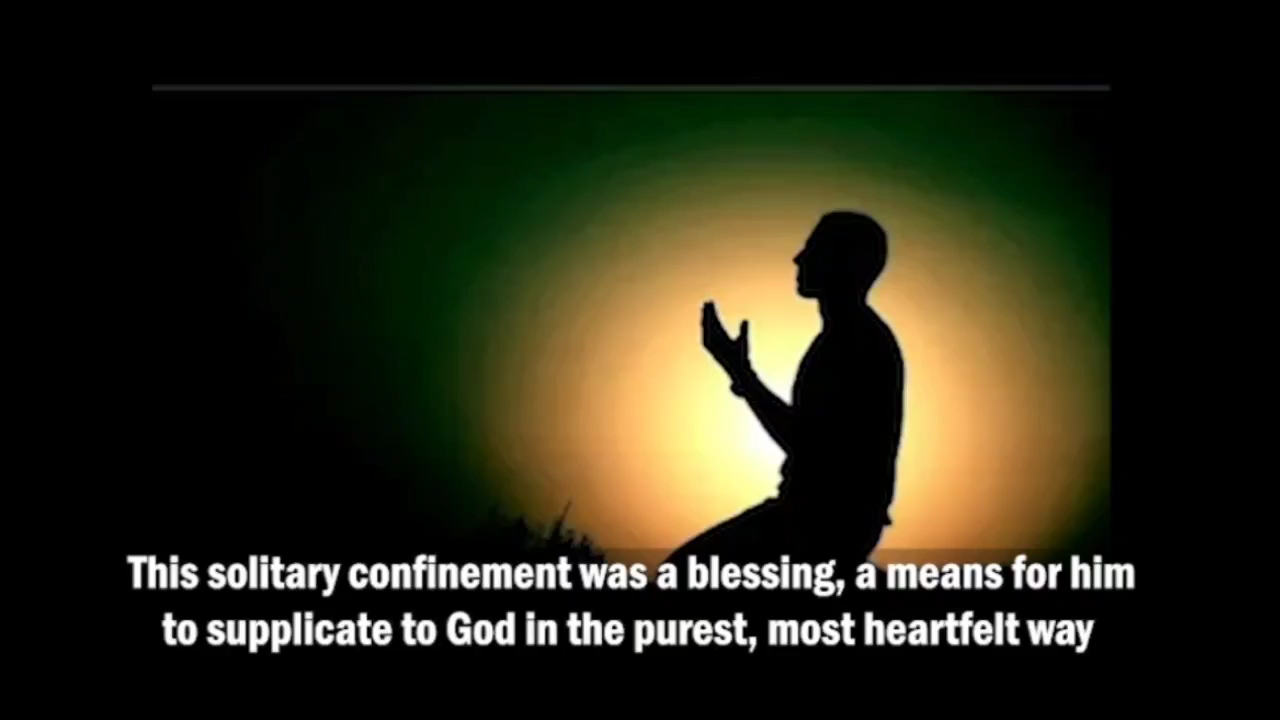 This solitary confinement was a blessing, a means for him
to supplicate to God in the purest, most heartfelt way